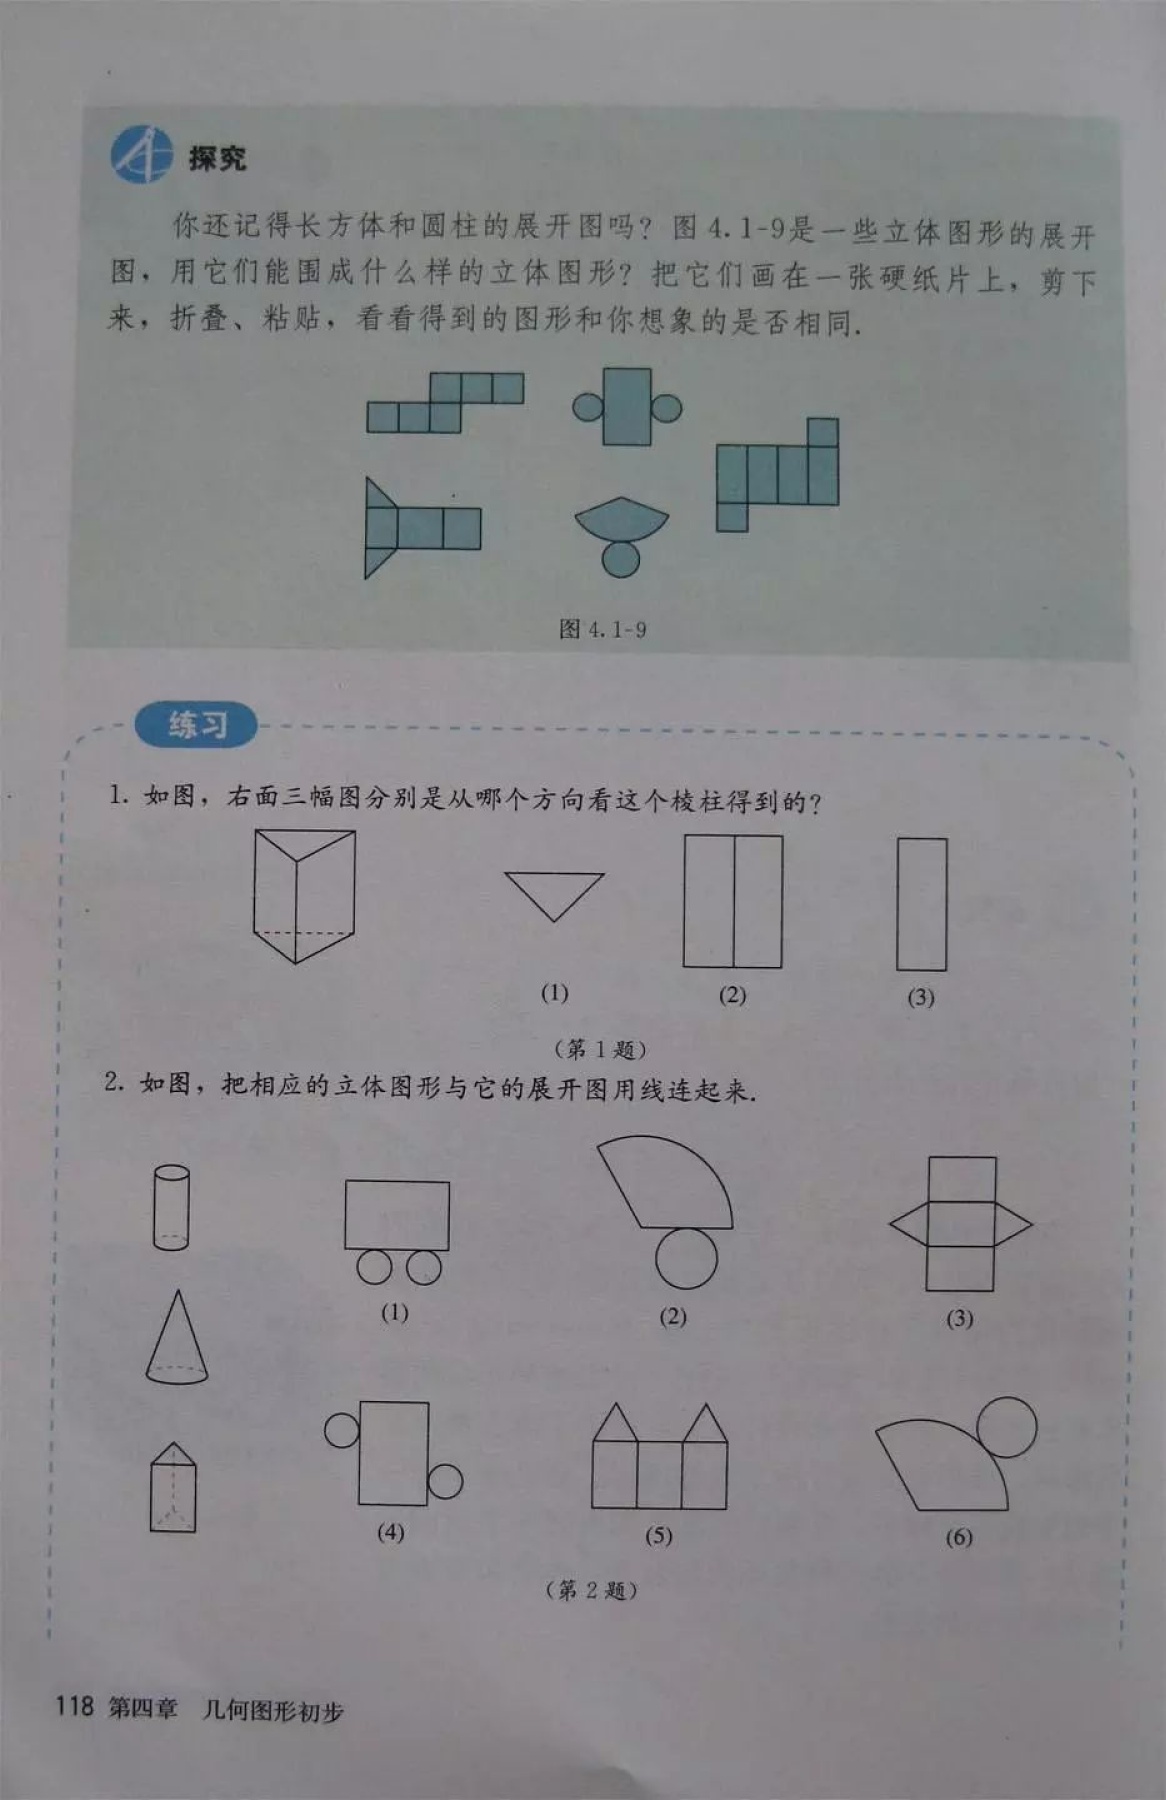 探究
你还记得长方体和圆柱的展开图吗？图4.1-9是一些立体图形的展开
图，用它们能围成什么样的立体图形？把它们画在一张硬纸片上，剪下
来，折叠、粘贴，看看得到的图形和你想象的是否相同.
图4.1-9
练习
1. 如图，右面三幅图分别是从哪个方向看这个棱柱得到的？
(1)
(2)
(3)
(第1题)
2. 如图，把相应的立体图形与它的展开图用线连起来.
(1)
(2)
(3)
(4)
(5)
(6)
(第2题)
118 第四章 几何图形初步